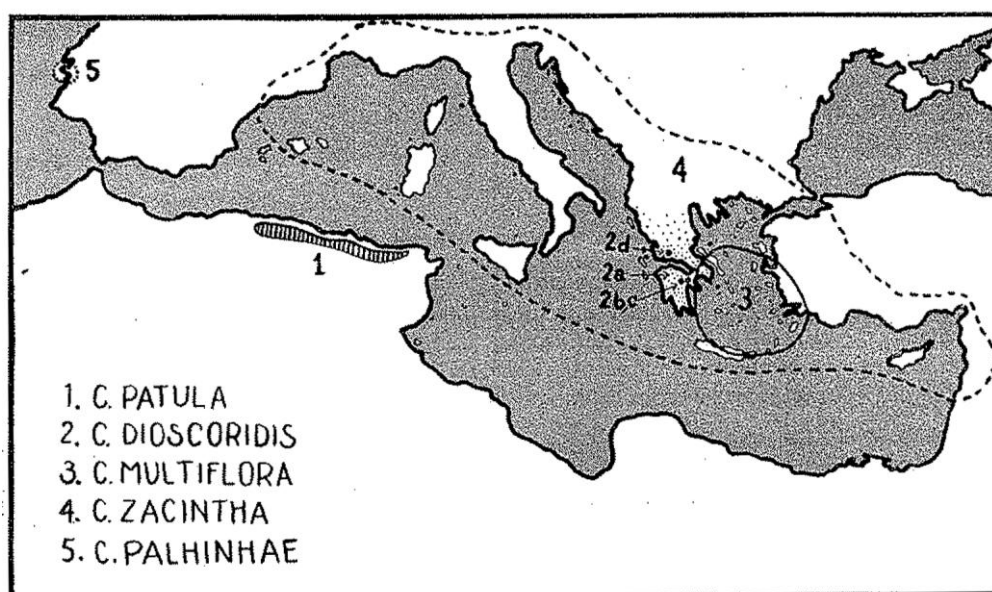 5
4
2d
2a
3
2bc
1
1. C. PATULA
2. C. DIOSCORIDIS
3. C. MULTIFLORA
4. C. ZACINTHA
5. C. PALHINHAE